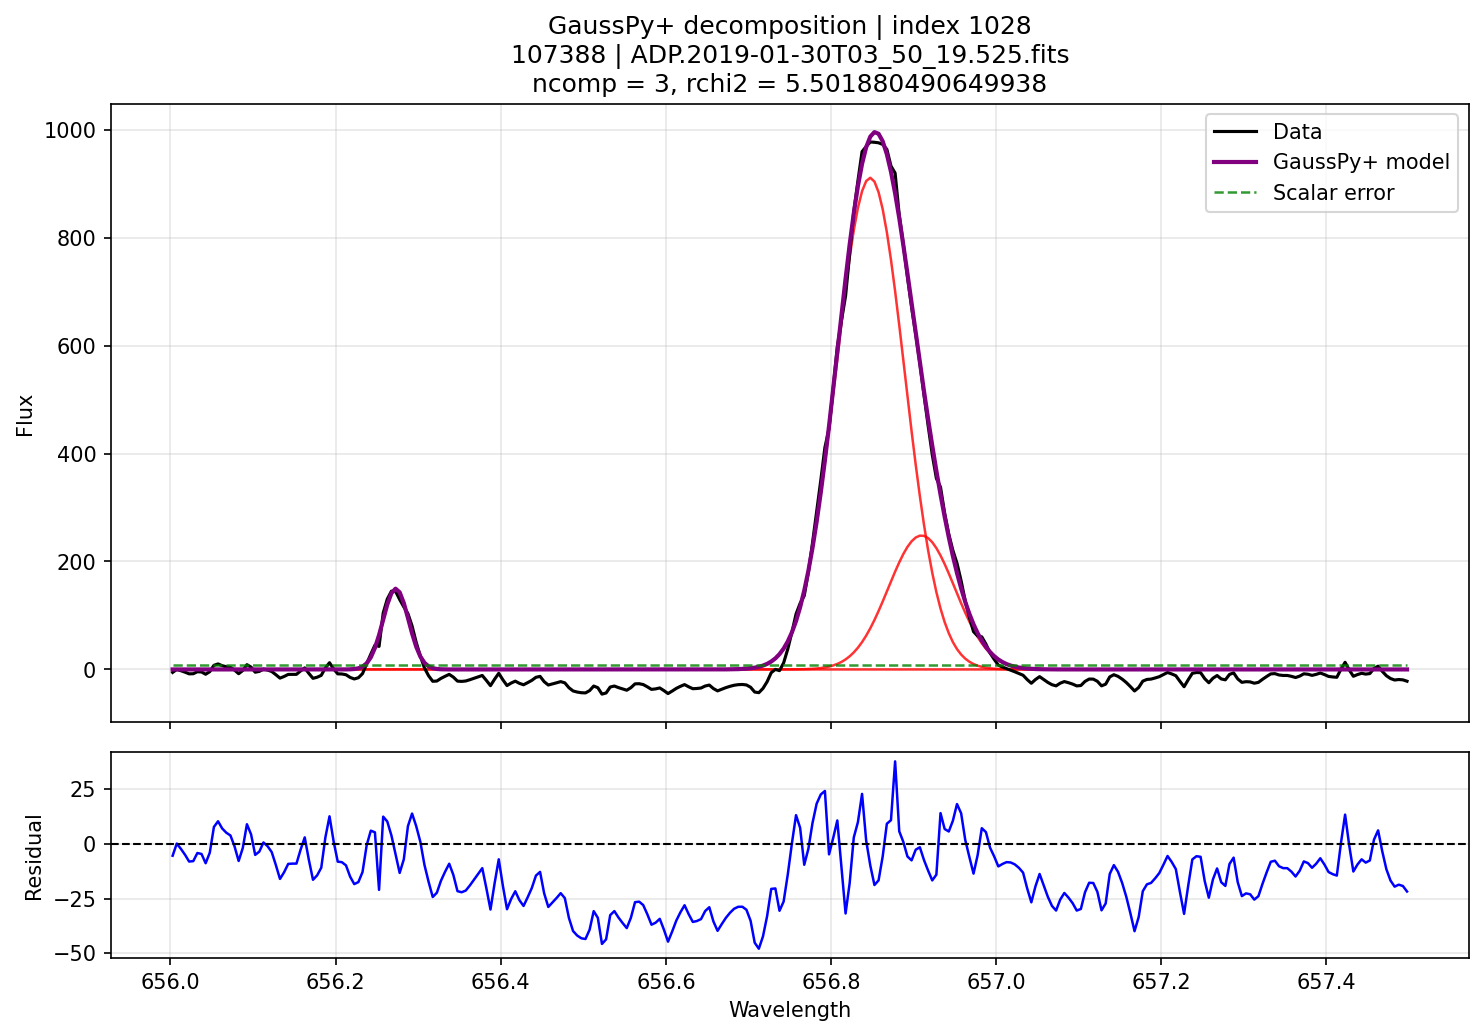 GaussPy+ decomposition | index 1028
107388 | ADP.2019-01-30T03_50_19.525.fits
ncomp = 3, rchi2 = 5.501880490649938
Data
GaussPy+ model
Scalar error
1000
800
600
400
200
0
Flux
25
0
−25
−50
Residual
656.0 656.2 656.4 656.6 656.8 657.0 657.2 657.4
Wavelength